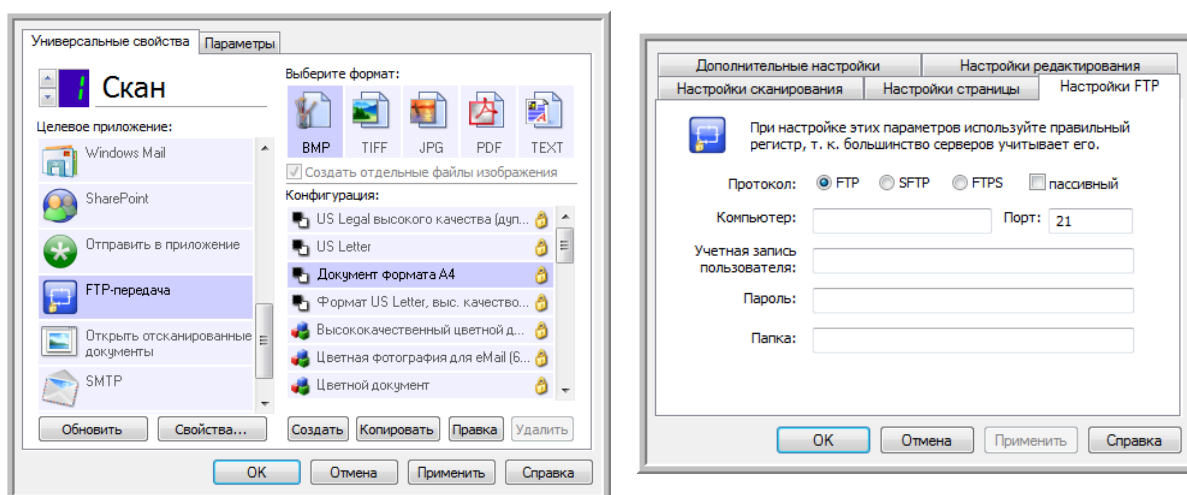 Универсальные свойства
Параметры
1
Скан
Целевое приложение:
Windows Mail
SharePoint
Отправить в приложение
FTP-передача
Открыть отсканированные
документы
SMTP
Обновить
Свойства...
Выберите формат:
BMP
TIFF
JPG
PDF
TEXT
Создать отдельные файлы изображения
Конфигурация:
US Legal высокого качества (дуп...
US Letter
Документ формата A4
Формат US Letter, выс. качество...
Высококачественный цветной д...
Цветная фотография для eMail (6...
Цветной документ
Создать
Копировать
Правка
Удалить
OK
Отмена
Применить
Справка
Дополнительные настройки
Настройки редактирования
Настройки сканирования
Настройки страницы
Настройки FTP
При настройке этих параметров используйте правильный
регистр, т. к. большинство серверов учитывает его.
Протокол:
FTP
SFTP
FTPS
пассивный
Компьютер:
Порт:
21
Учетная запись
пользователя:
Пароль:
Папка:
OK
Отмена
Применить
Справка